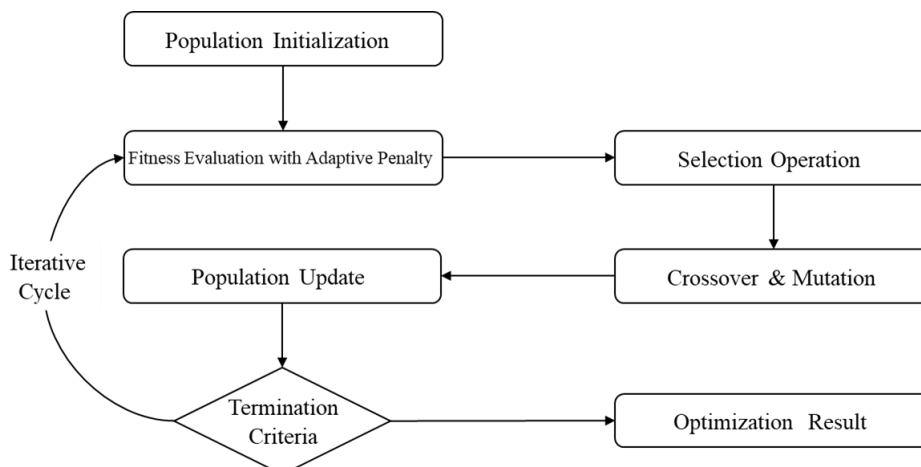 Population Initialization
Fitness Evaluation with Adaptive Penalty
Selection Operation
Iterative
Cycle
Population Update
Crossover & Mutation
Termination
Criteria
Optimization Result